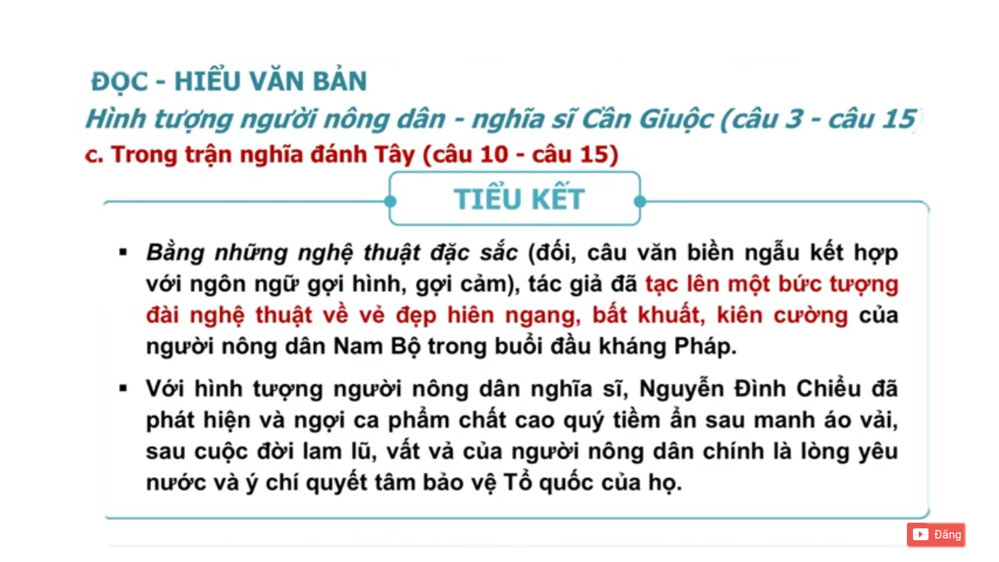 ĐỌC - HIỂU VĂN BẢN
Hình tượng người nông dân - nghĩa sĩ Cần Giuộc (câu 3 - câu 15)
c. Trong trận nghĩa đánh Tây (câu 10 - câu 15)
TIỂU KẾT
▪ Bằng những nghệ thuật đặc sắc (đối, câu văn biền ngẫu kết hợp
với ngôn ngữ gợi hình, gợi cảm), tác giả đã tạc lên một bức tượng
đài nghệ thuật về vẻ đẹp hiên ngang, bất khuất, kiên cường của
người nông dân Nam Bộ trong buổi đầu kháng Pháp.
▪ Với hình tượng người nông dân nghĩa sĩ, Nguyễn Đình Chiểu đã
phát hiện và ngợi ca phẩm chất cao quý tiềm ẩn sau manh áo vải,
sau cuộc đời lam lũ, vất vả của người nông dân chính là lòng yêu
nước và ý chí quyết tâm bảo vệ Tổ quốc của họ.
Đăng